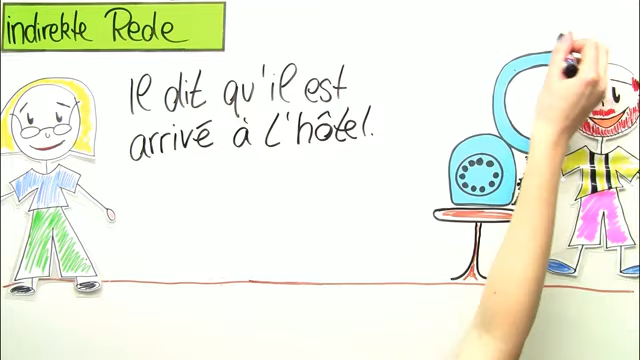 indirekte Rede
Il dit qu'il est
arrivé à l'hôtel.